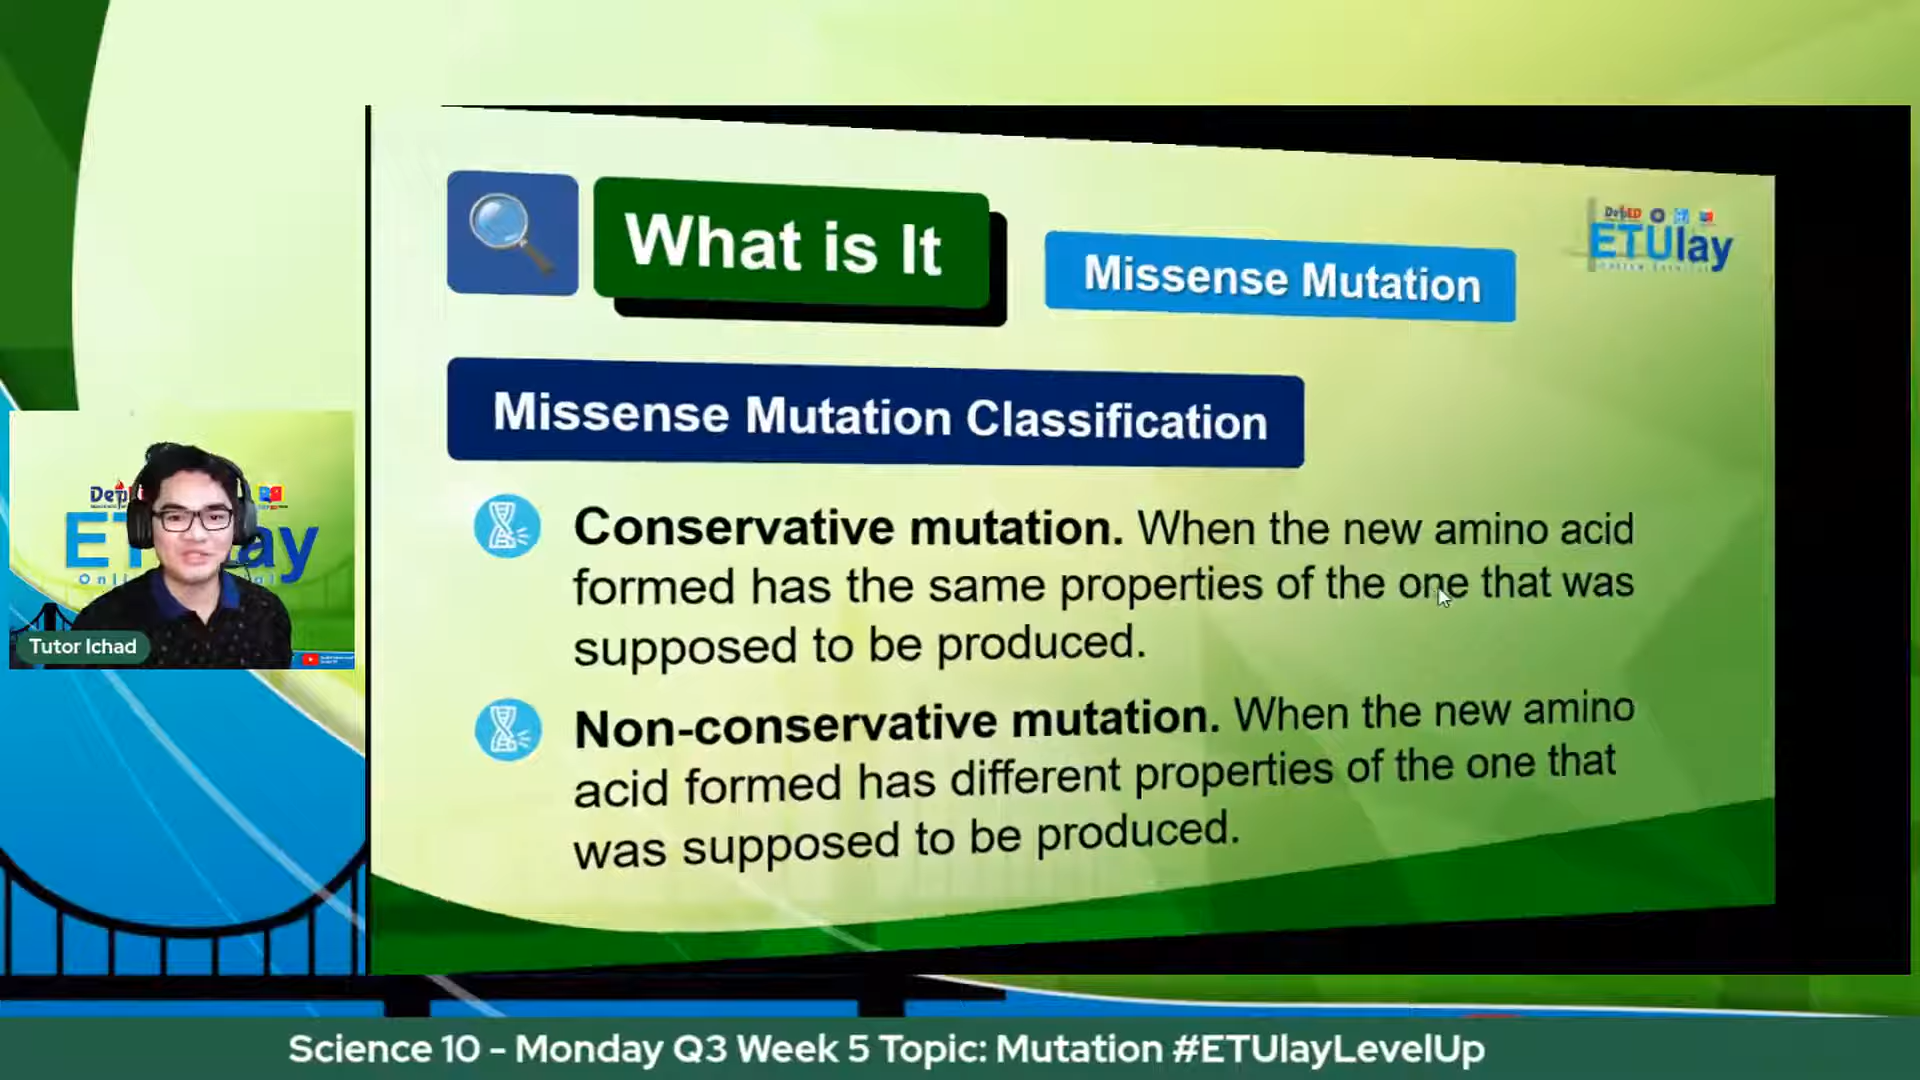 What is It
Missense Mutation
DepED
ETUlay
Missense Mutation Classification
Conservative mutation. When the new amino acid
formed has the same properties of the one that was
supposed to be produced.
Non-conservative mutation. When the new amino
acid formed has different properties of the one that
was supposed to be produced.
Tutor Ichad
Science 10 - Monday Q3 Week 5 Topic: Mutation #ETUlayLevelUp